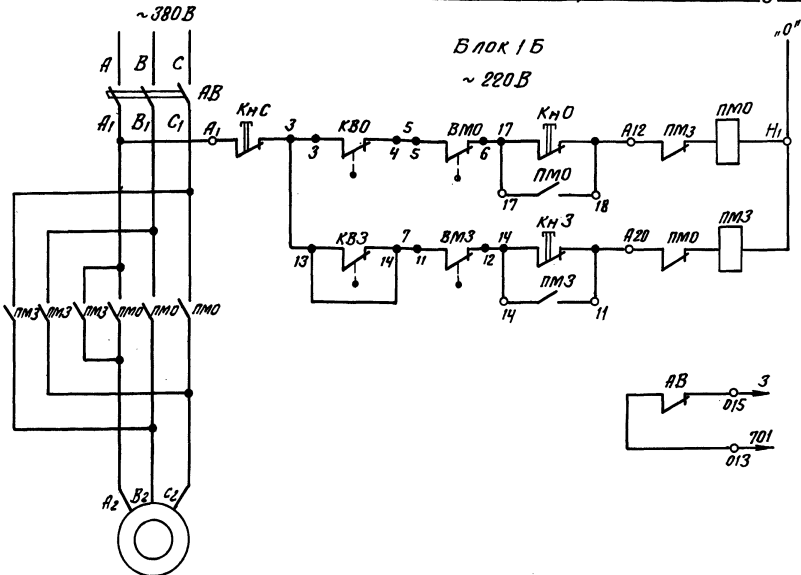 ~380В
„0"
Блок 1Б
~ 220В
А В С
АВ
А1 В1 С1
А1 КнС 3 3 КВО 4 5 5 ВМО 6 17 КнО А12 ПМЗ ПМО Н1
17 ПМО 18
13 КВЗ 14 7 11 ВМЗ 12 14 КнЗ А20 ПМО ПМЗ
14 ПМЗ 11
ПМЗ ПМЗ ПМЗ ПМО ПМО ПМО
АВ 3
015
701
013
А2 В2 С2